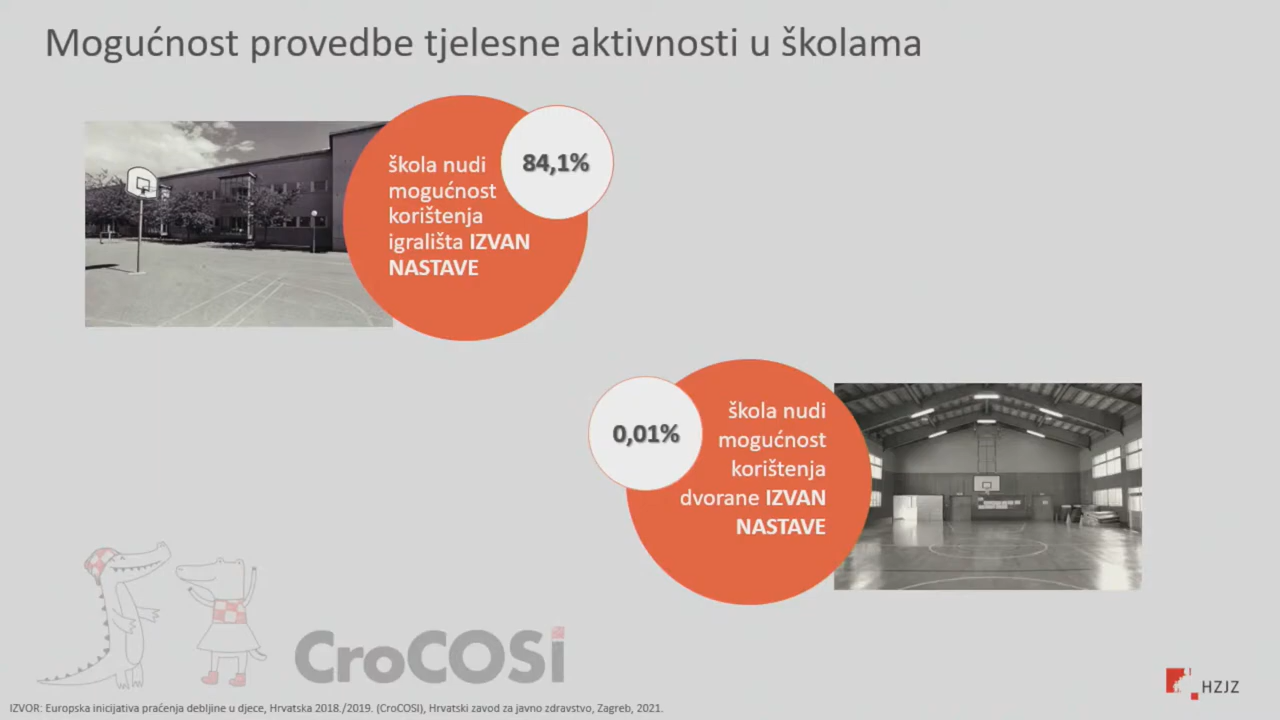 Mogućnost provedbe tjelesne aktivnosti u školama
škola nudi
mogućnost
korištenja
igrališta IZVAN
NASTAVE
84,1%
0,01%
škola nudi
mogućnost
korištenja
dvorane IZVAN
NASTAVE
CroCOSi
HZJZ
IZVOR: Europska inicijativa praćenja debljine u djece, Hrvatska 2018./2019. (CroCOSI), Hrvatski zavod za javno zdravstvo, Zagreb, 2021.